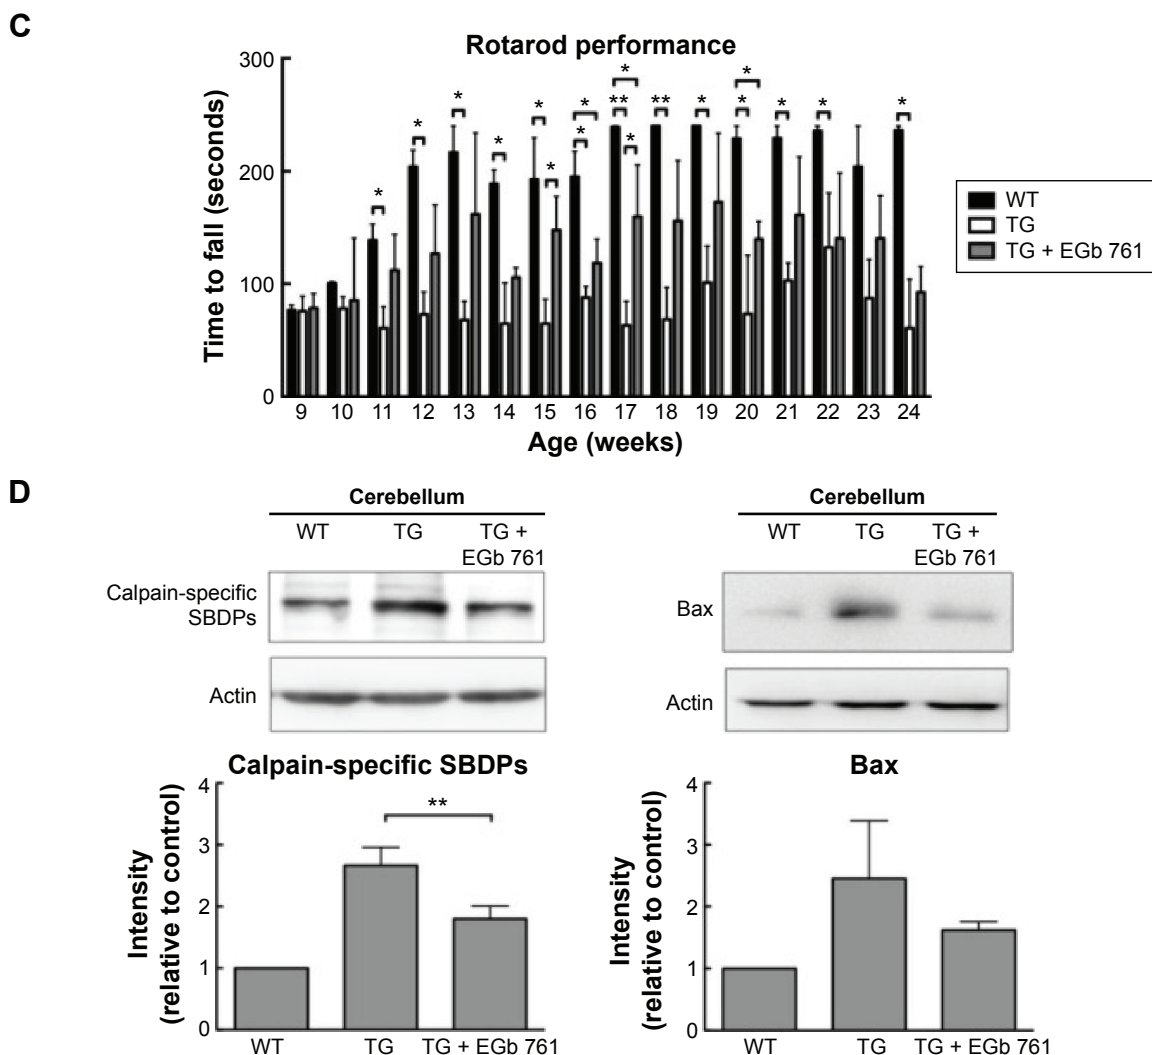 C
Rotarod performance
Time to fall (seconds)
300
200
100
0
* * * * * * * * * ** * ** * * * * * *
9 10 11 12 13 14 15 16 17 18 19 20 21 22 23 24
Age (weeks)
WT
TG
TG + EGb 761
D
Cerebellum
WT TG TG +
EGb 761
Calpain-specific
SBDPs
Actin
Calpain-specific SBDPs
Intensity
(relative to control)
4
3
2
1
0
**
WT TG TG + EGb 761
Cerebellum
WT TG TG +
EGb 761
Bax
Actin
Bax
Intensity
(relative to control)
4
3
2
1
0
WT TG TG + EGb 761